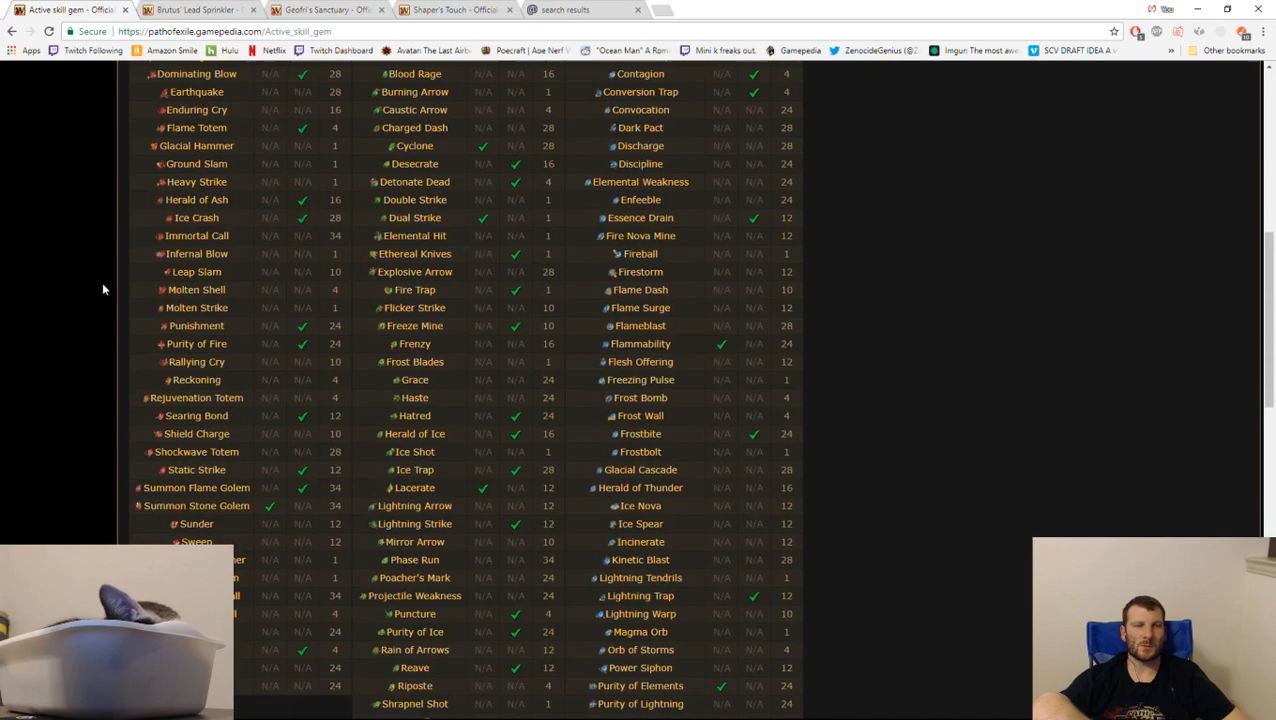 Active skill gem - Offici
Brutus' Lead Sprinkler -
Geofri's Sanctuary - Offi
Shaper's Touch - Official
search results
Secure
https://pathofexile.gamepedia.com/Active_skill_gem
Apps
Twitch Following
Amazon Smile
Hulu
Netflix
Twitch Dashboard
Avatar: The Last Airb
Poecraft | Aoe Nerf V
"Ocean Man" A Rom
Mini k freaks out.
Gamepedia
ZenocideGenius (@Z
Imgur: The most awe
SCV DRAFT IDEA A v
»
Other bookmarks
Dominating Blow N/A ✓ 28 Blood Rage N/A N/A 16 Contagion N/A ✓ 4
Earthquake N/A N/A 28 Burning Arrow N/A N/A 1 Conversion Trap N/A ✓ 4
Enduring Cry N/A N/A 16 Caustic Arrow N/A N/A 4 Convocation N/A N/A 24
Flame Totem N/A ✓ 4 Charged Dash N/A N/A 28 Dark Pact N/A N/A 28
Glacial Hammer N/A N/A 1 Cyclone ✓ N/A 28 Discharge N/A N/A 28
Ground Slam N/A N/A 1 Desecrate N/A ✓ 16 Discipline N/A N/A 24
Heavy Strike N/A N/A 1 Detonate Dead N/A ✓ 4 Elemental Weakness N/A N/A 24
Herald of Ash N/A ✓ 16 Double Strike N/A N/A 1 Enfeeble N/A N/A 24
Ice Crash N/A ✓ 28 Dual Strike ✓ N/A 1 Essence Drain N/A ✓ 12
Immortal Call N/A N/A 34 Elemental Hit N/A N/A 1 Fire Nova Mine N/A N/A 12
Infernal Blow N/A N/A 1 Ethereal Knives N/A ✓ 1 Fireball N/A N/A 1
Leap Slam N/A N/A 10 Explosive Arrow N/A N/A 28 Firestorm N/A N/A 12
Molten Shell N/A N/A 4 Fire Trap N/A ✓ 1 Flame Dash N/A N/A 10
Molten Strike N/A N/A 1 Flicker Strike N/A N/A 10 Flame Surge N/A N/A 12
Punishment N/A ✓ 24 Freeze Mine N/A ✓ 10 Flameblast N/A N/A 28
Purity of Fire N/A ✓ 24 Frenzy N/A N/A 16 Flammability ✓ N/A 24
Rallying Cry N/A N/A 10 Frost Blades N/A N/A 1 Flesh Offering N/A N/A 12
Reckoning N/A N/A 4 Grace N/A N/A 24 Freezing Pulse N/A N/A 1
Rejuvenation Totem N/A N/A 4 Haste N/A N/A 24 Frost Bomb N/A N/A 4
Searing Bond N/A ✓ 12 Hatred N/A ✓ 24 Frost Wall N/A N/A 4
Shield Charge N/A N/A 10 Herald of Ice N/A ✓ 16 Frostbite N/A ✓ 24
Shockwave Totem N/A N/A 28 Ice Shot N/A N/A 1 Frostbolt N/A N/A 1
Static Strike N/A ✓ 12 Ice Trap N/A ✓ 28 Glacial Cascade N/A N/A 28
Summon Flame Golem N/A ✓ 34 Lacerate ✓ N/A 12 Herald of Thunder N/A N/A 16
Summon Stone Golem ✓ N/A 34 Lightning Arrow N/A N/A 12 Ice Nova N/A N/A 12
Sunder N/A N/A 12 Lightning Strike N/A ✓ 12 Ice Spear N/A N/A 12
Sweep N/A N/A 12 Mirror Arrow N/A N/A 10 Incinerate N/A N/A 12
mer N/A N/A 1 Phase Run N/A N/A 34 Kinetic Blast N/A N/A 28
N/A N/A 1 Poacher's Mark N/A N/A 24 Lightning Tendrils N/A N/A 1
all N/A N/A 34 Projectile Weakness N/A N/A 24 Lightning Trap N/A ✓ 12
N/A N/A 4 Puncture N/A ✓ 4 Lightning Warp N/A N/A 10
N/A N/A 24 Purity of Ice N/A ✓ 24 Magma Orb N/A N/A 1
N/A ✓ 4 Rain of Arrows N/A N/A 12 Orb of Storms N/A N/A 4
N/A N/A 24 Reave N/A ✓ 12 Power Siphon N/A N/A 12
N/A N/A 24 Riposte N/A N/A 4 Purity of Elements ✓ N/A 24
Shrapnel Shot N/A N/A 1 Purity of Lightning N/A N/A 24